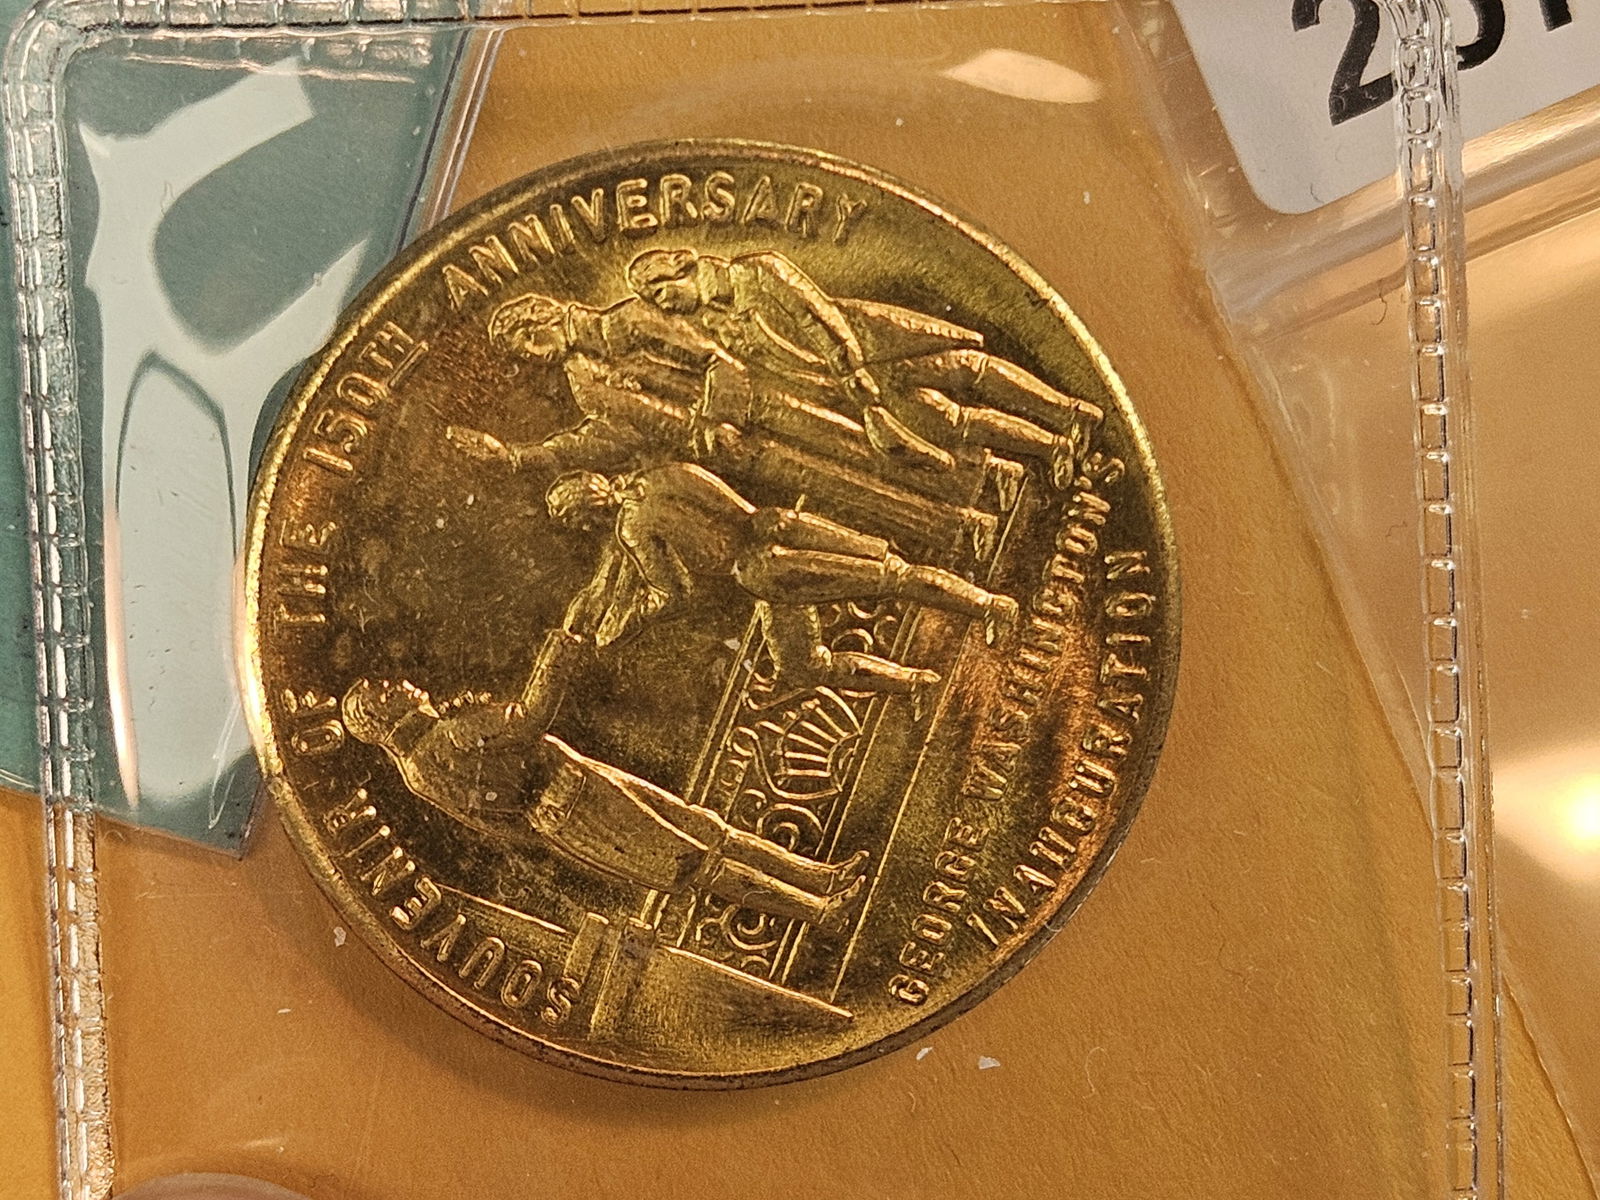 SOUVENIR OF THE 150TH ANNIVERSARY
GEORGE WASHINGTON'S
INAUGURATION